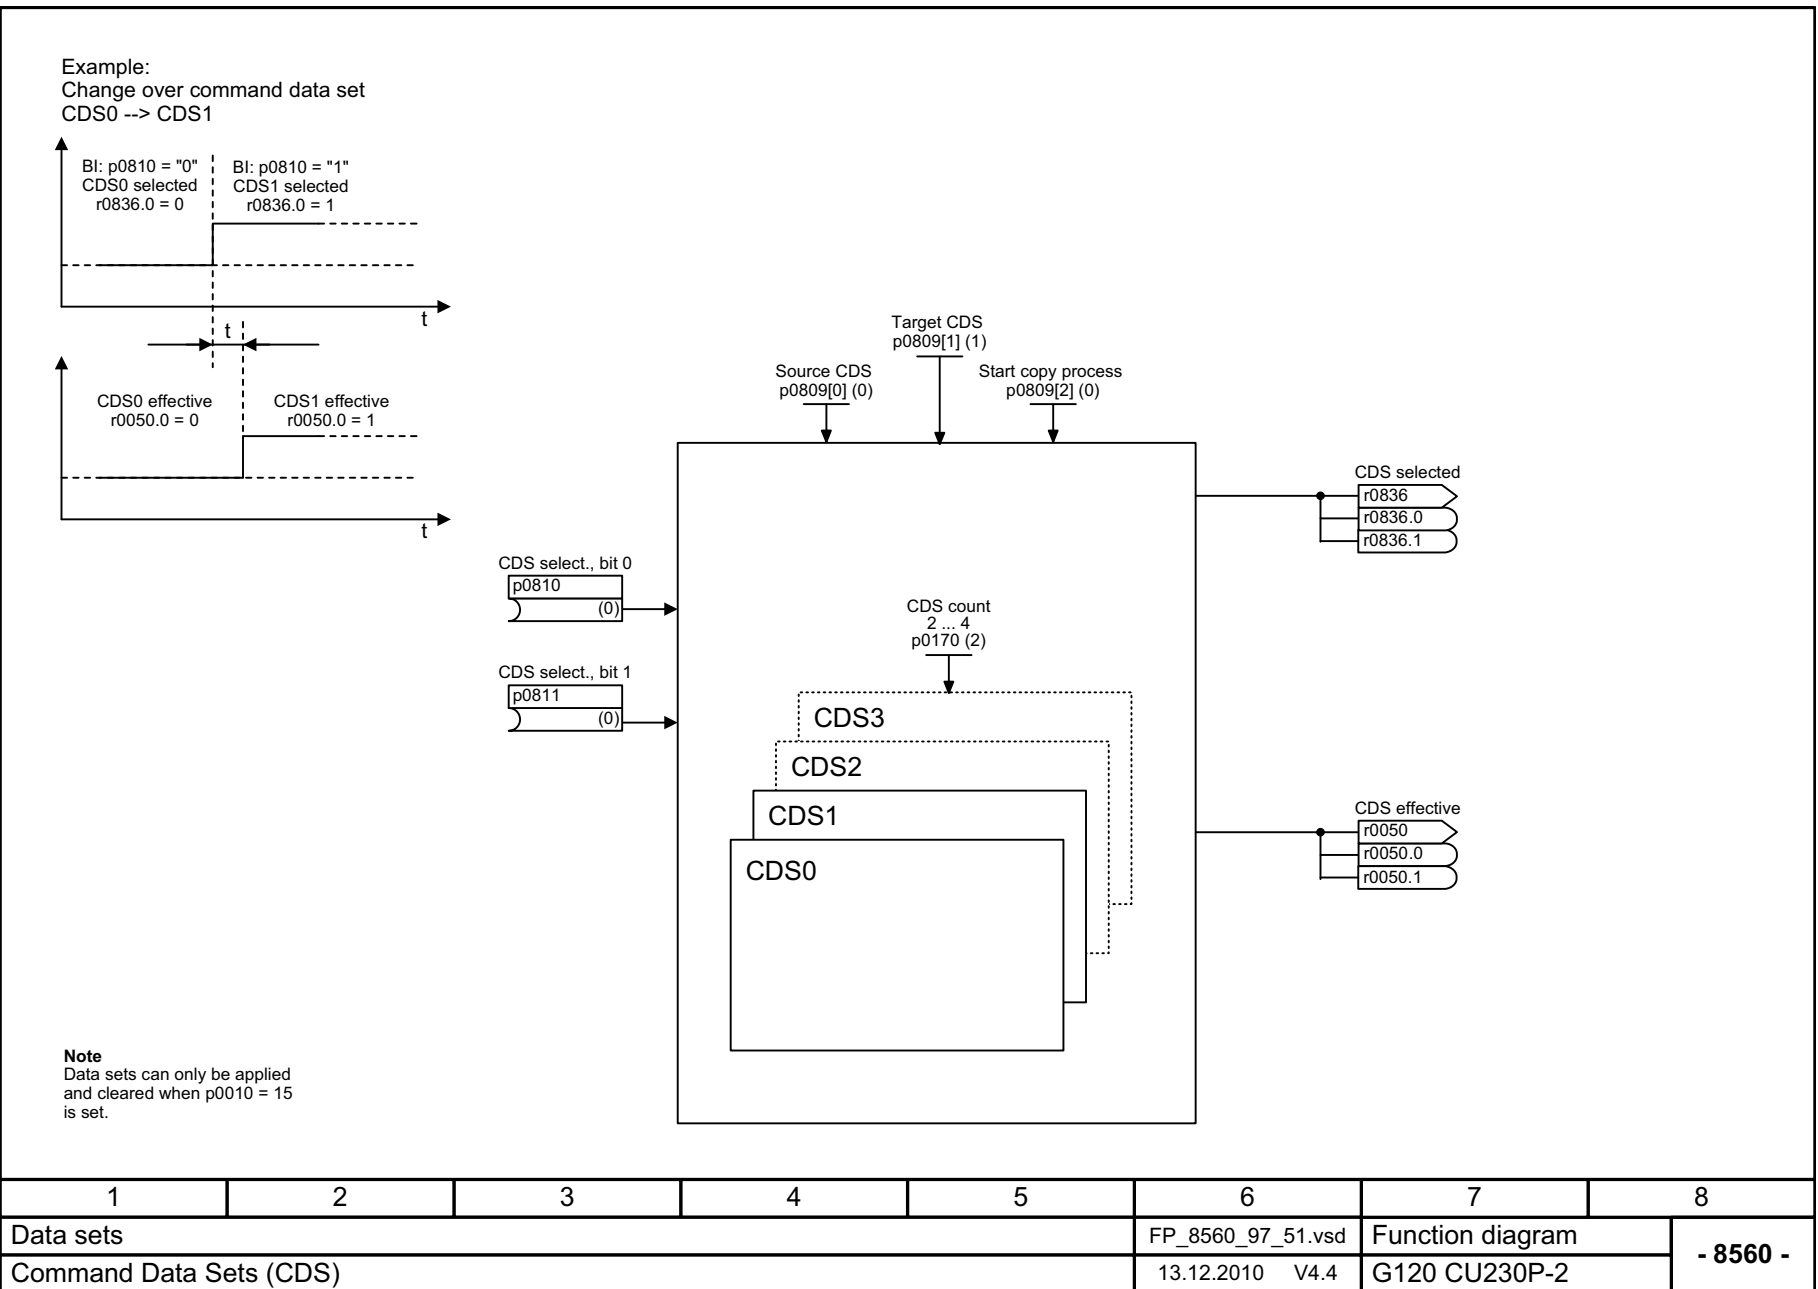 Example:
Change over command data set
CDS0 --> CDS1
BI: p0810 = "0"
CDS0 selected
r0836.0 = 0
BI: p0810 = "1"
CDS1 selected
r0836.0 = 1
t
t
CDS0 effective
r0050.0 = 0
CDS1 effective
r0050.0 = 1
t
Target CDS
p0809[1] (1)
Source CDS
p0809[0] (0)
Start copy process
p0809[2] (0)
CDS selected
r0836
r0836.0
r0836.1
CDS select., bit 0
p0810
(0)
CDS select., bit 1
p0811
(0)
CDS count
2 ... 4
p0170 (2)
CDS3
CDS2
CDS1
CDS0
CDS effective
r0050
r0050.0
r0050.1
Note
Data sets can only be applied
and cleared when p0010 = 15
is set.
1 2 3 4 5 6 7 8
Data sets
FP_8560_97_51.vsd
Function diagram
- 8560 -
Command Data Sets (CDS)
13.12.2010 V4.4
G120 CU230P-2